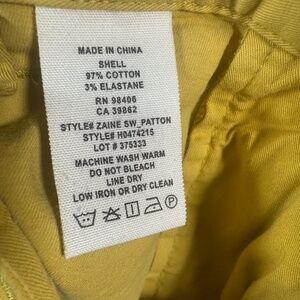 MADE IN CHINA
SHELL
97% COTTON
3% ELASTANE
RN 98406
CA 39862
STYLE# ZAINE SW_PATTON
STYLE# H0474215
LOT # 375333
MACHINE WASH WARM
DO NOT BLEACH
LINE DRY
LOW IRON OR DRY CLEAN